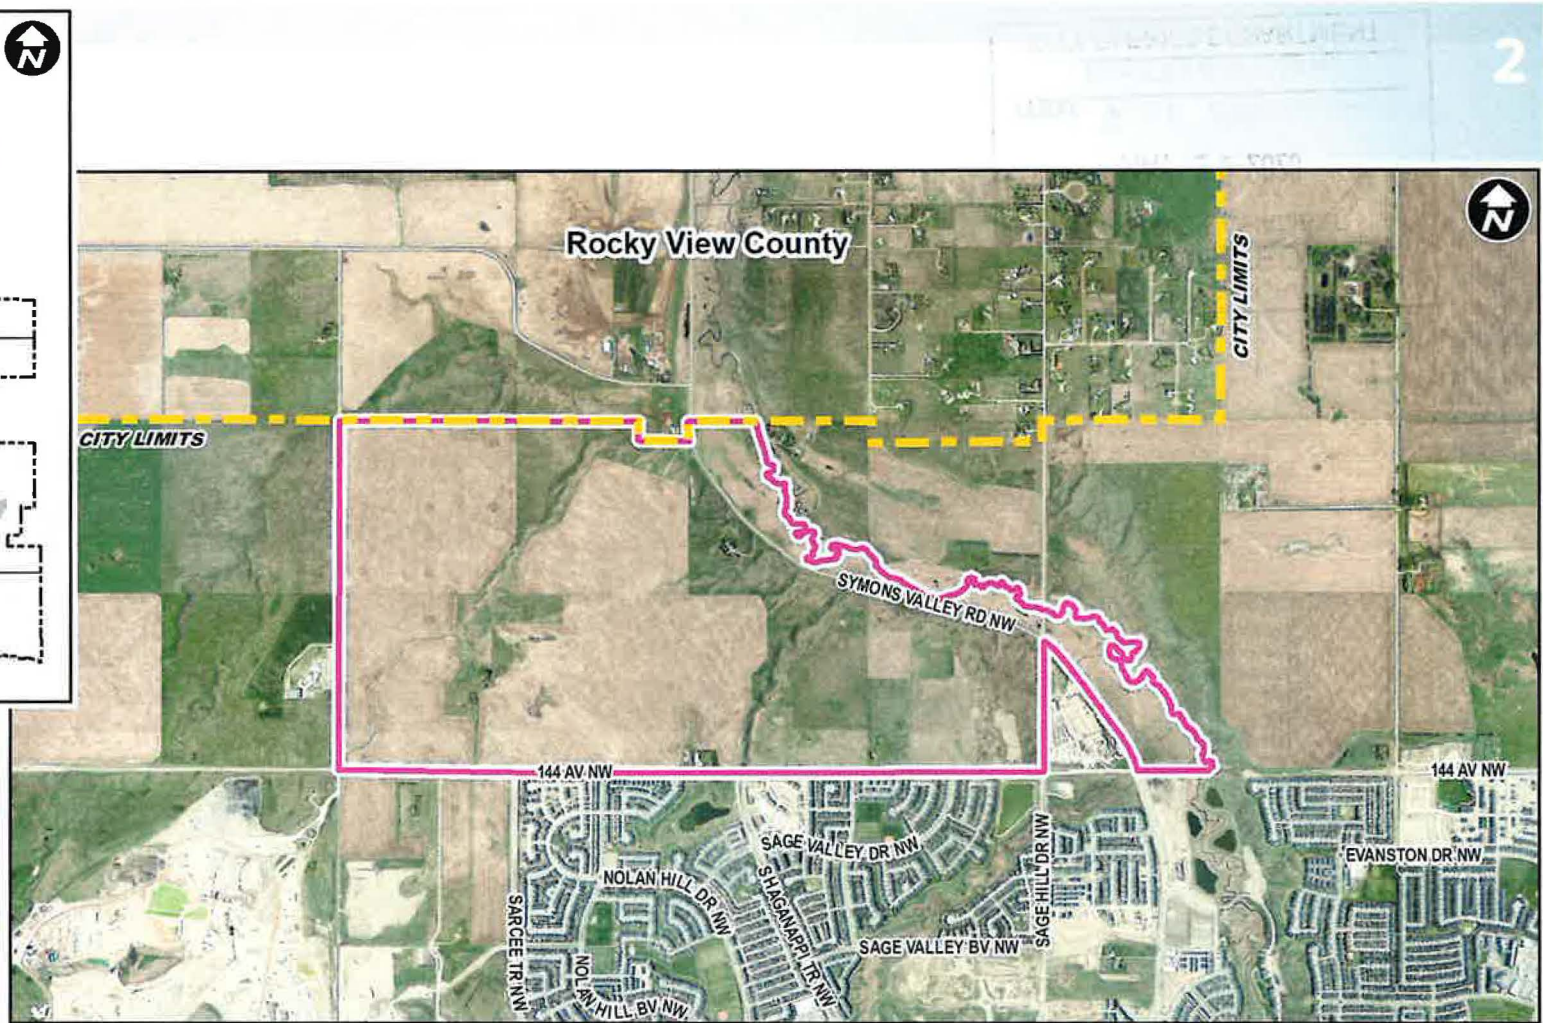 N
2
N
Rocky View County
CITY LIMITS
CITY LIMITS
SYMONS VALLEY RD NW
144 AV NW
144 AV NW
SAGE VALLEY DR NW
EVANSTON DR NW
NOLAN HILL DR NW
SHAGANAPPI TR NW
SAGE HILL DR NW
SARCEE TR NW
SAGE VALLEY BV NW
NOLAN HILL BV NW